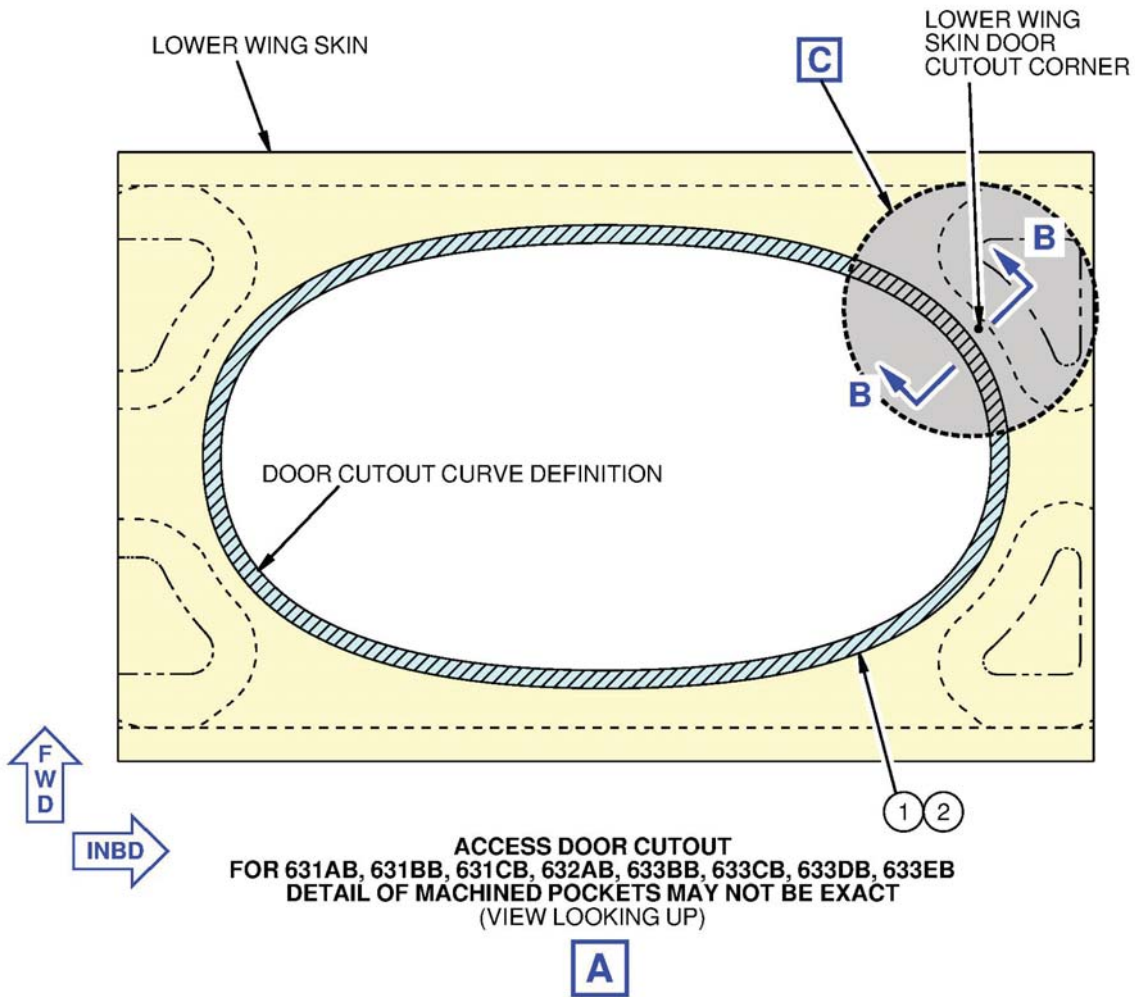 LOWER WING SKIN
C
LOWER WING
SKIN DOOR
CUTOUT CORNER
B
B
DOOR CUTOUT CURVE DEFINITION
FWD
INBD
1 2
ACCESS DOOR CUTOUT
FOR 631AB, 631BB, 631CB, 632AB, 633BB, 633CB, 633DB, 633EB
DETAIL OF MACHINED POCKETS MAY NOT BE EXACT
(VIEW LOOKING UP)
A